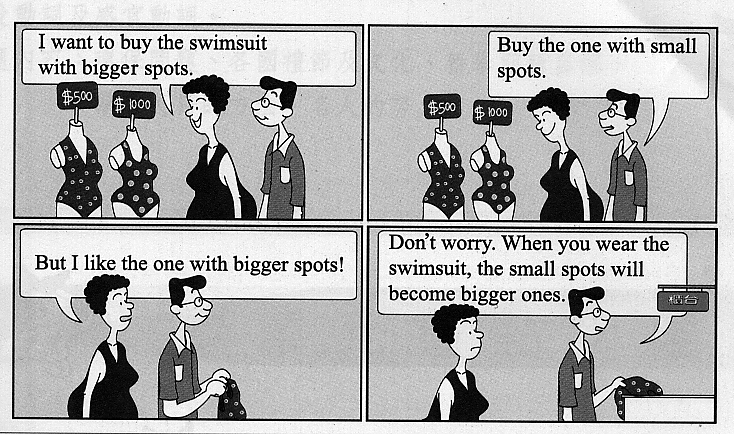 I want to buy the swimsuit
with bigger spots.
$500
$1000
Buy the one with small
spots.
$500
$1000
But I like the one with bigger spots!
Don't worry. When you wear the
swimsuit, the small spots will
become bigger ones.
櫃台